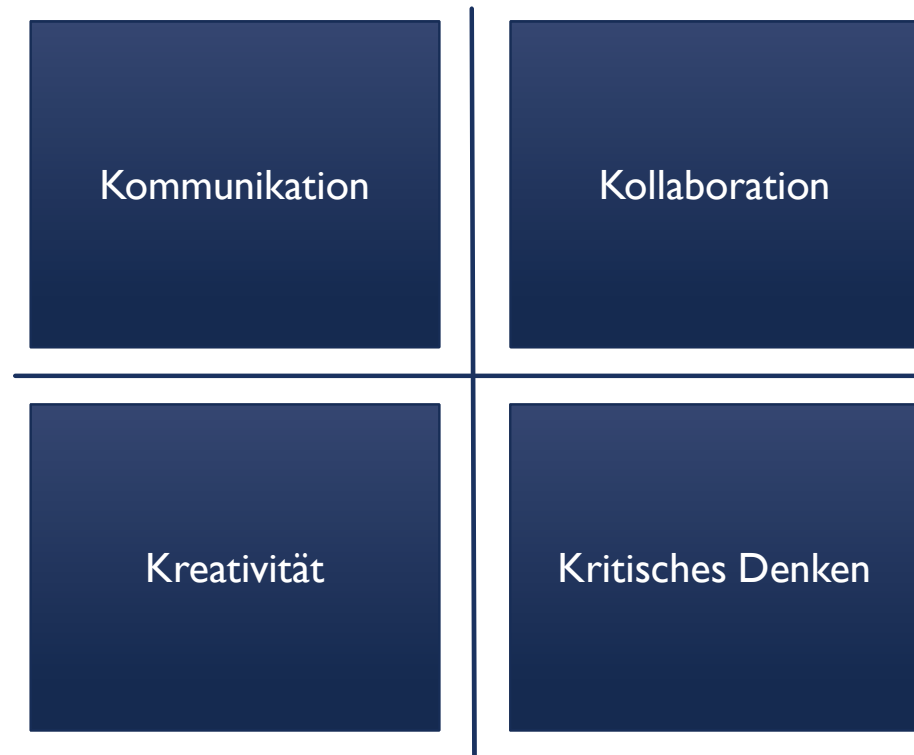 Kommunikation
Kollaboration
Kreativität
Kritisches Denken